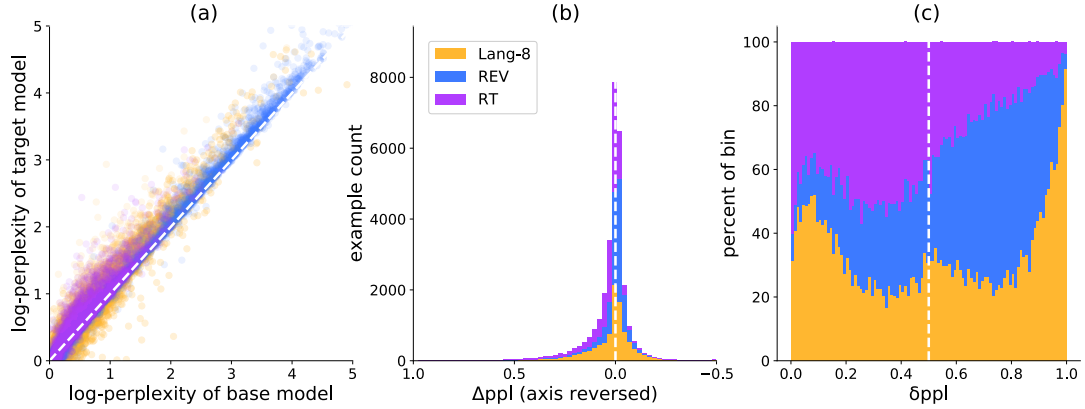 (a)
log-perplexity of target model
5
4
3
2
1
0
0 1 2 3 4 5
log-perplexity of base model
(b)
example count
8000
6000
4000
2000
0
Lang-8
REV
RT
1.0 0.5 0.0 −0.5
Δppl (axis reversed)
(c)
percent of bin
100
80
60
40
20
0
0.0 0.2 0.4 0.6 0.8 1.0
δppl